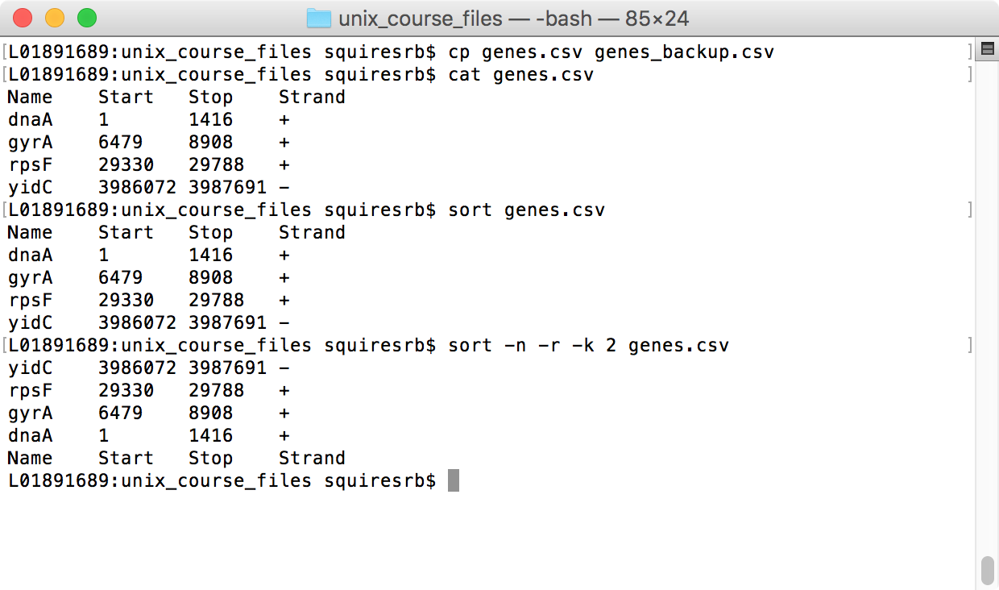 unix_course_files — -bash — 85×24
[L01891689:unix_course_files squiresrb$ cp genes.csv genes_backup.csv ]
[L01891689:unix_course_files squiresrb$ cat genes.csv ]
Name    Start   Stop    Strand
dnaA    1       1416    +
gyrA    6479    8908    +
rpsF    29330   29788   +
yidC    3986072 3987691 -
[L01891689:unix_course_files squiresrb$ sort genes.csv ]
Name    Start   Stop    Strand
dnaA    1       1416    +
gyrA    6479    8908    +
rpsF    29330   29788   +
yidC    3986072 3987691 -
[L01891689:unix_course_files squiresrb$ sort -n -r -k 2 genes.csv ]
yidC    3986072 3987691 -
rpsF    29330   29788   +
gyrA    6479    8908    +
dnaA    1       1416    +
Name    Start   Stop    Strand
L01891689:unix_course_files squiresrb$